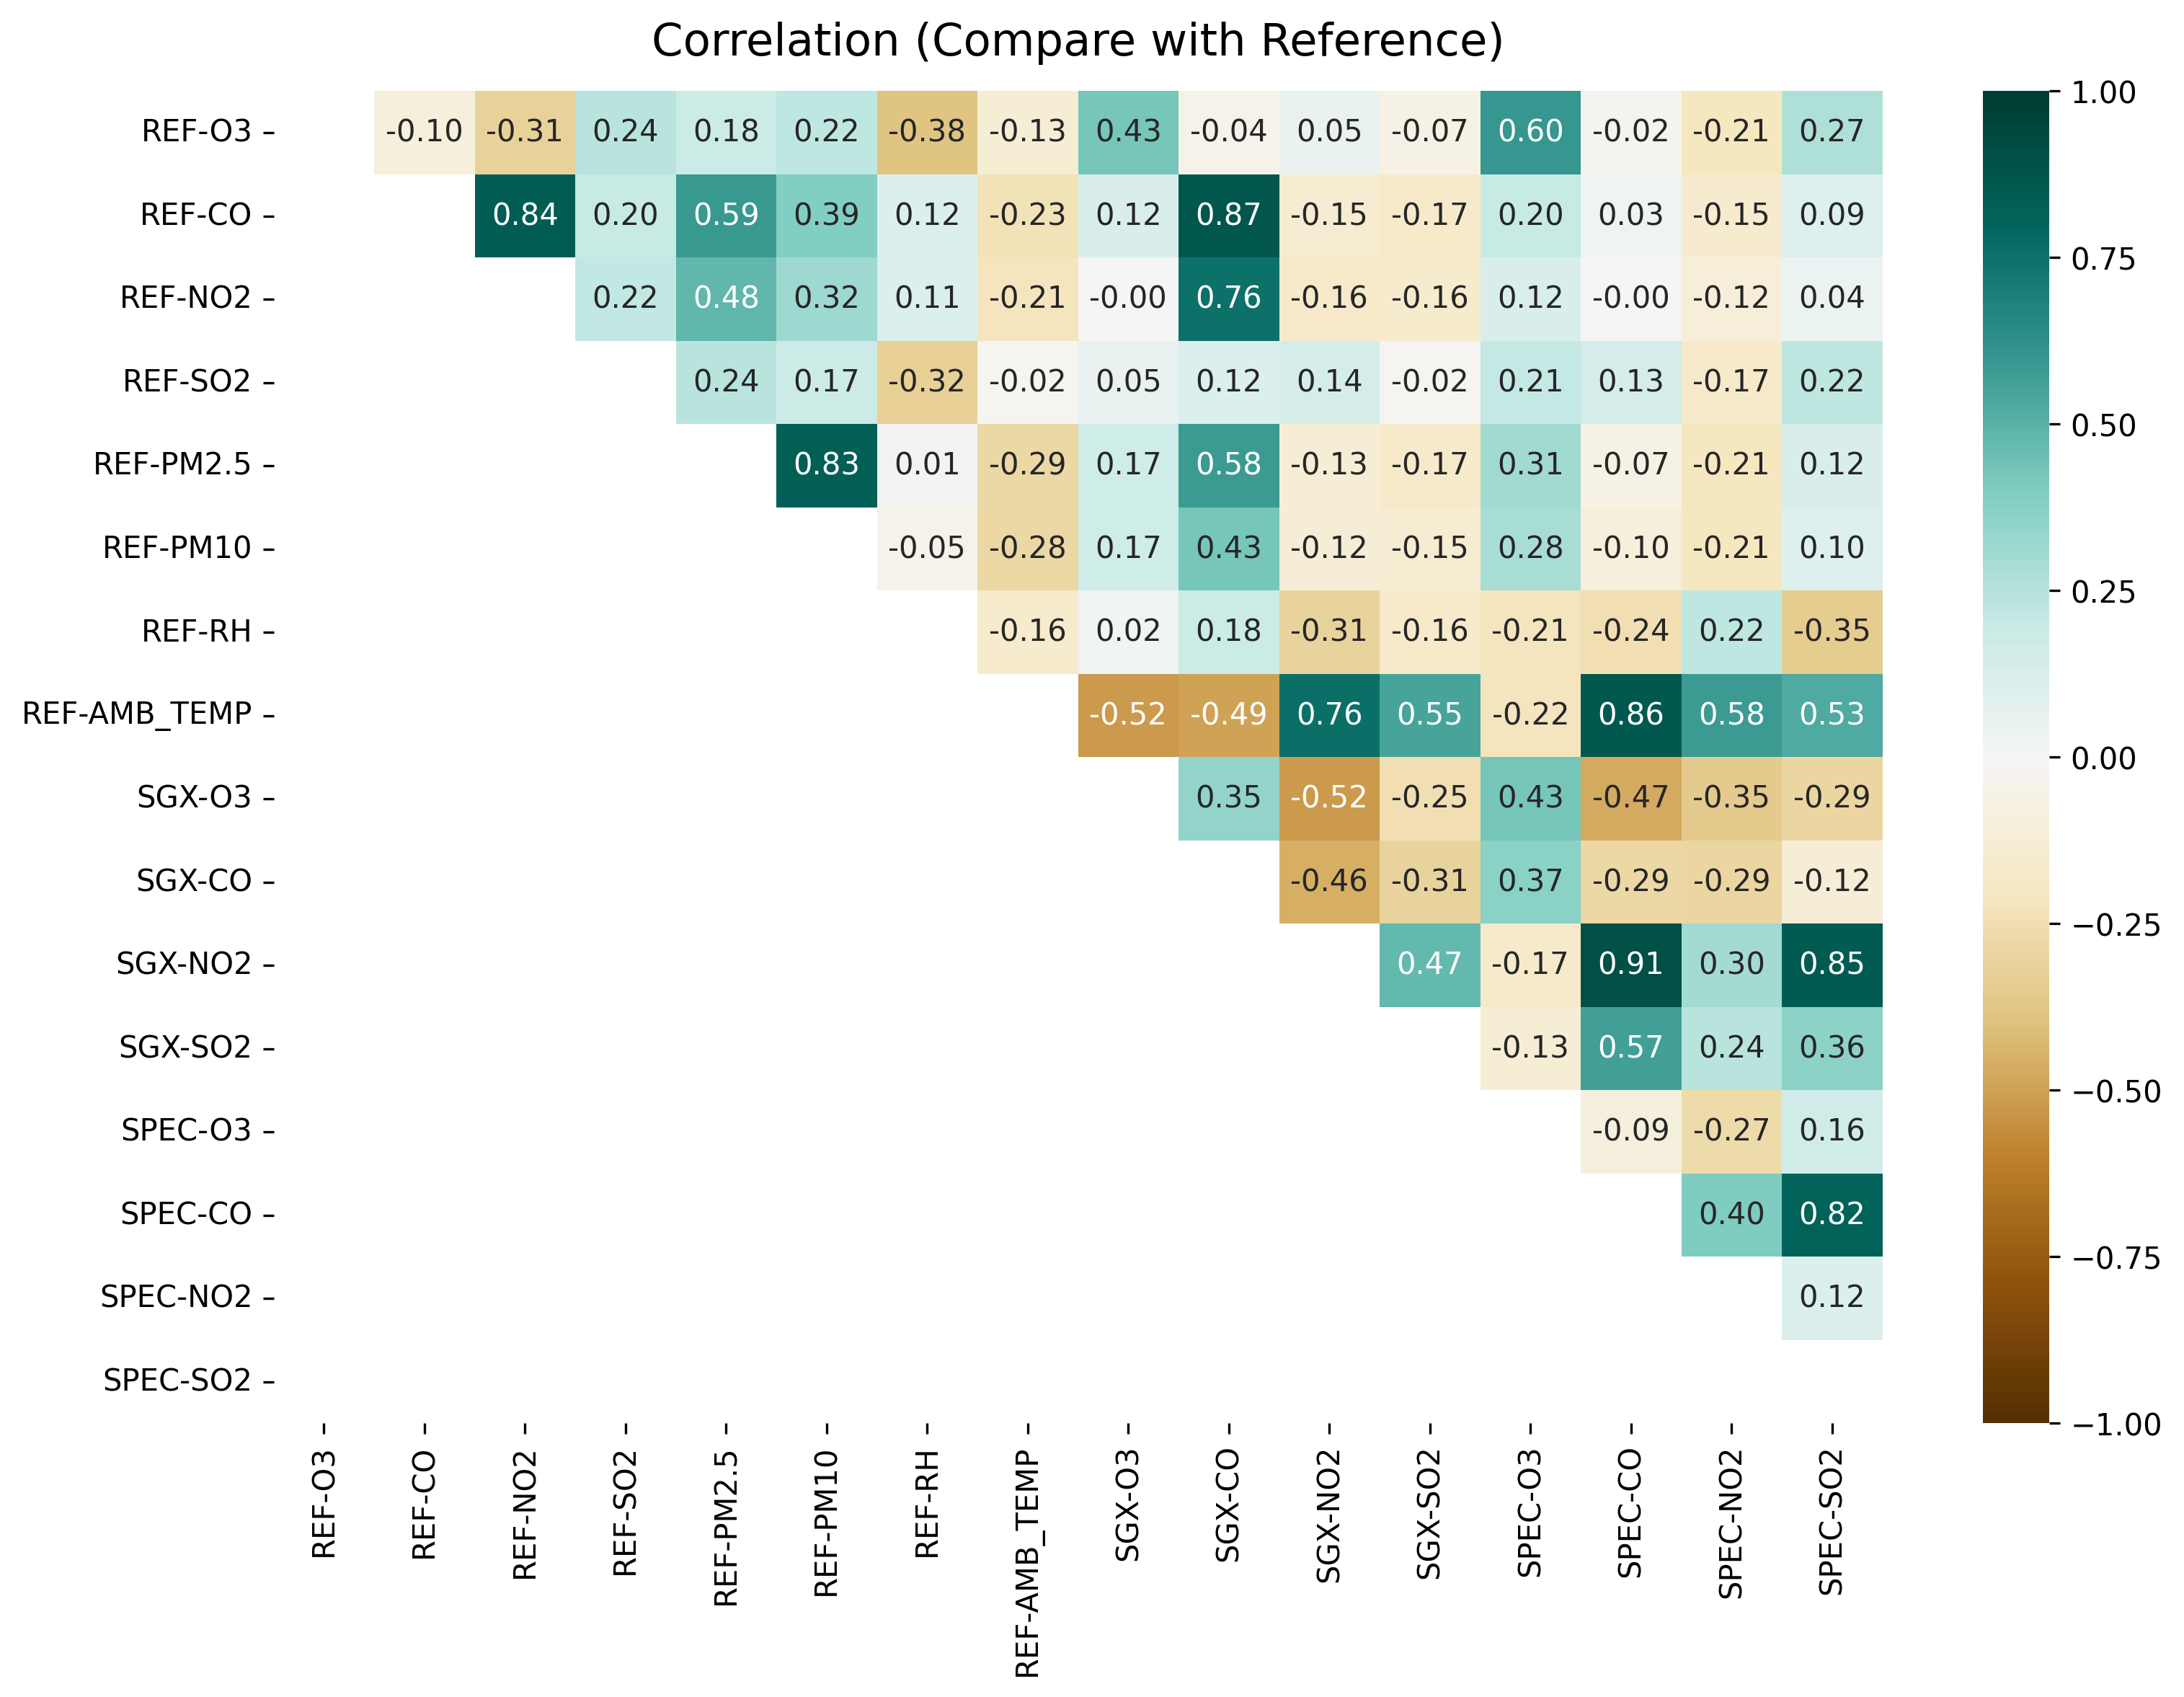 Correlation (Compare with Reference)
REF-O3 -0.10 -0.31 0.24 0.18 0.22 -0.38 -0.13 0.43 -0.04 0.05 -0.07 0.60 -0.02 -0.21 0.27
REF-CO 0.84 0.20 0.59 0.39 0.12 -0.23 0.12 0.87 -0.15 -0.17 0.20 0.03 -0.15 0.09
REF-NO2 0.22 0.48 0.32 0.11 -0.21 -0.00 0.76 -0.16 -0.16 0.12 -0.00 -0.12 0.04
REF-SO2 0.24 0.17 -0.32 -0.02 0.05 0.12 0.14 -0.02 0.21 0.13 -0.17 0.22
REF-PM2.5 0.83 0.01 -0.29 0.17 0.58 -0.13 -0.17 0.31 -0.07 -0.21 0.12
REF-PM10 -0.05 -0.28 0.17 0.43 -0.12 -0.15 0.28 -0.10 -0.21 0.10
REF-RH -0.16 0.02 0.18 -0.31 -0.16 -0.21 -0.24 0.22 -0.35
REF-AMB_TEMP -0.52 -0.49 0.76 0.55 -0.22 0.86 0.58 0.53
SGX-O3 0.35 -0.52 -0.25 0.43 -0.47 -0.35 -0.29
SGX-CO -0.46 -0.31 0.37 -0.29 -0.29 -0.12
SGX-NO2 0.47 -0.17 0.91 0.30 0.85
SGX-SO2 -0.13 0.57 0.24 0.36
SPEC-O3 -0.09 -0.27 0.16
SPEC-CO 0.40 0.82
SPEC-NO2 0.12
SPEC-SO2
REF-O3
REF-CO
REF-NO2
REF-SO2
REF-PM2.5
REF-PM10
REF-RH
REF-AMB_TEMP
SGX-O3
SGX-CO
SGX-NO2
SGX-SO2
SPEC-O3
SPEC-CO
SPEC-NO2
SPEC-SO2
1.00
0.75
0.50
0.25
0.00
−0.25
−0.50
−0.75
−1.00